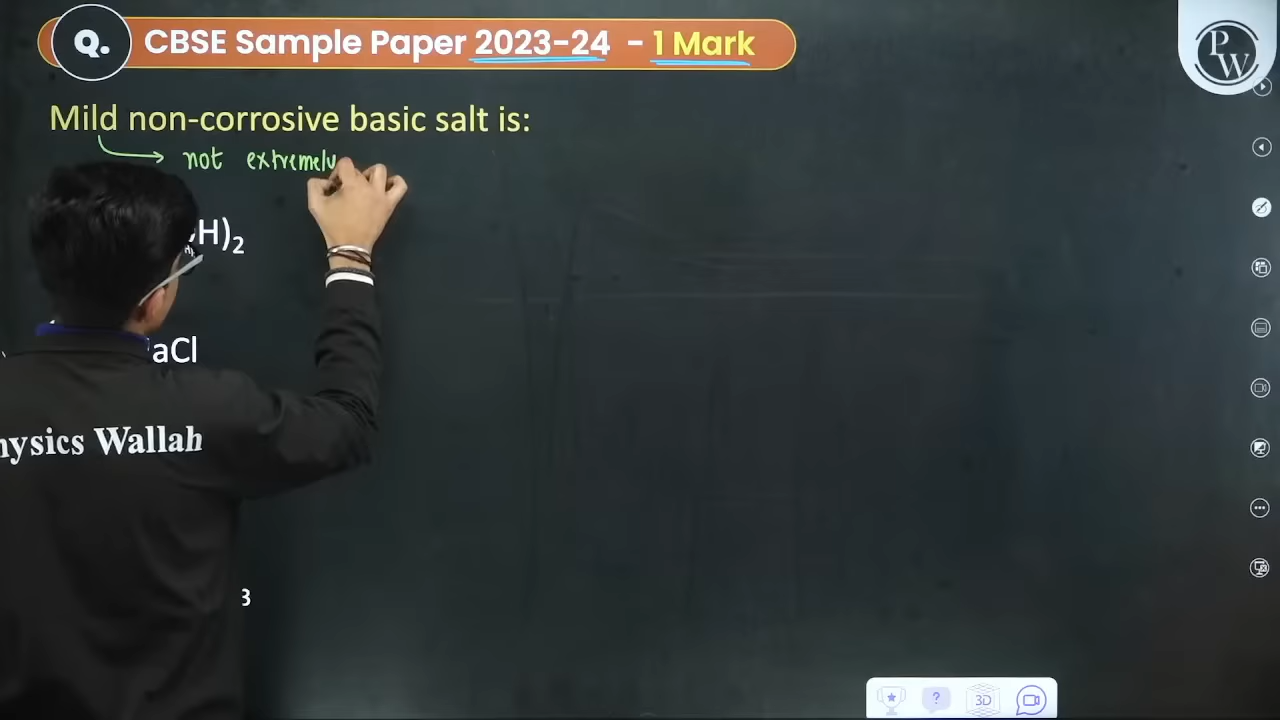 Q. CBSE Sample Paper 2023-24 - 1 Mark
PW
Mild non-corrosive basic salt is:
not extremely
H)2
aCl
hysics Wallah
3
? 3D